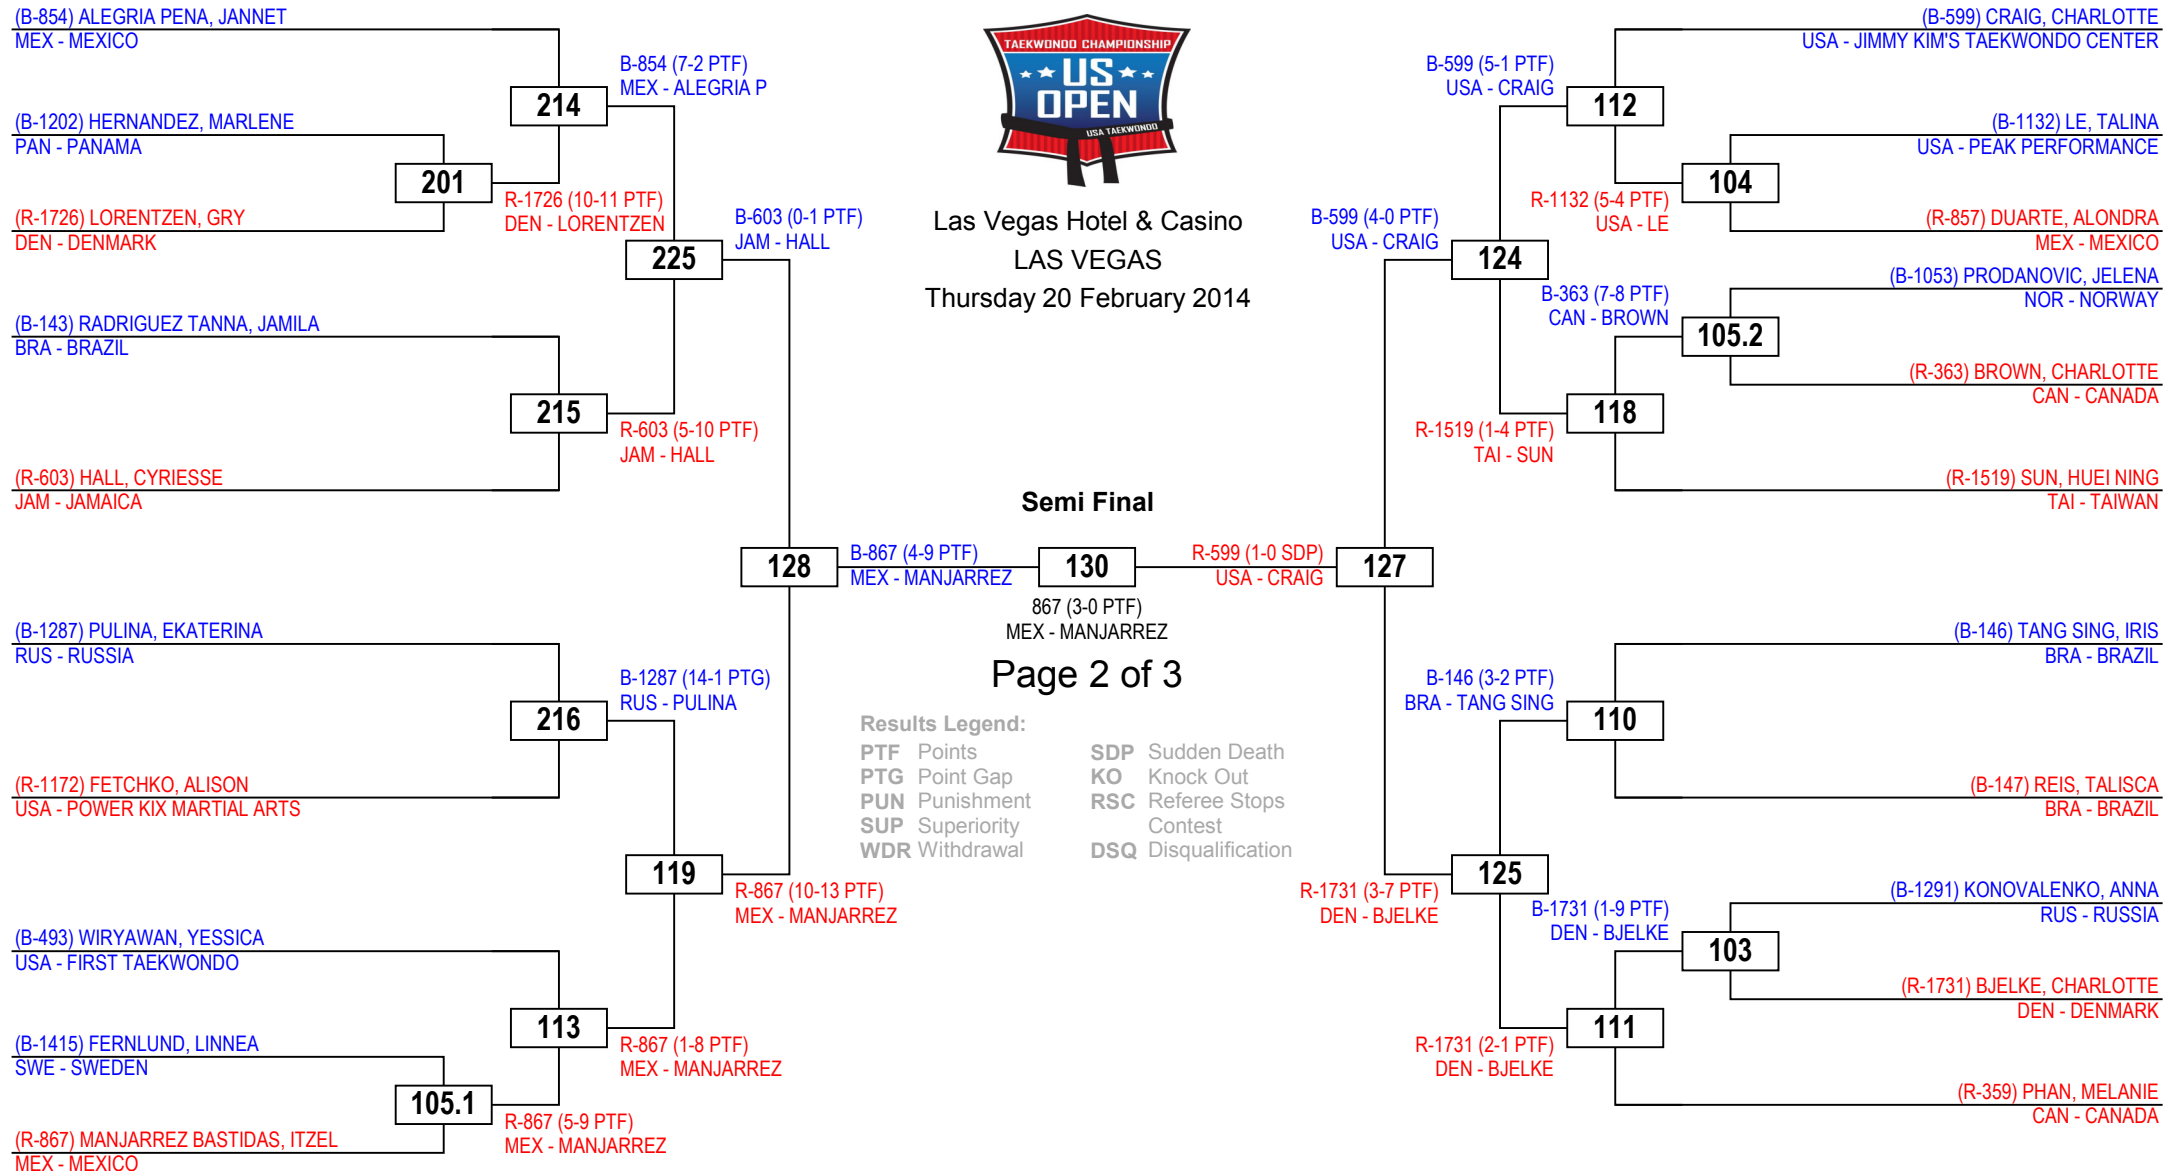 (B-854) ALEGRIA PENA, JANNET
MEX - MEXICO
B-854 (7-2 PTF)
MEX - ALEGRIA P
214
(B-1202) HERNANDEZ, MARLENE
PAN - PANAMA
201
R-1726 (10-11 PTF)
DEN - LORENTZEN
(R-1726) LORENTZEN, GRY
DEN - DENMARK
B-603 (0-1 PTF)
JAM - HALL
225
(B-143) RADRIGUEZ TANNA, JAMILA
BRA - BRAZIL
215
R-603 (5-10 PTF)
JAM - HALL
(R-603) HALL, CYRIESSE
JAM - JAMAICA
128
B-867 (4-9 PTF)
MEX - MANJARREZ
(B-1287) PULINA, EKATERINA
RUS - RUSSIA
B-1287 (14-1 PTG)
RUS - PULINA
216
(R-1172) FETCHKO, ALISON
USA - POWER KIX MARTIAL ARTS
119
R-867 (10-13 PTF)
MEX - MANJARREZ
(B-493) WIRYAWAN, YESSICA
USA - FIRST TAEKWONDO
113
R-867 (1-8 PTF)
MEX - MANJARREZ
(B-1415) FERNLUND, LINNEA
SWE - SWEDEN
105.1
R-867 (5-9 PTF)
MEX - MANJARREZ
(R-867) MANJARREZ BASTIDAS, ITZEL
MEX - MEXICO
TAEKWONDO CHAMPIONSHIP
US
OPEN
USA TAEKWONDO
Las Vegas Hotel & Casino
LAS VEGAS
Thursday 20 February 2014
Semi Final
130
867 (3-0 PTF)
MEX - MANJARREZ
Page 2 of 3
Results Legend:
PTF Points SDP Sudden Death
PTG Point Gap KO Knock Out
PUN Punishment RSC Referee Stops
SUP Superiority Contest
WDR Withdrawal DSQ Disqualification
(B-599) CRAIG, CHARLOTTE
USA - JIMMY KIM'S TAEKWONDO CENTER
B-599 (5-1 PTF)
USA - CRAIG
112
(B-1132) LE, TALINA
USA - PEAK PERFORMANCE
104
R-1132 (5-4 PTF)
USA - LE
(R-857) DUARTE, ALONDRA
MEX - MEXICO
B-599 (4-0 PTF)
USA - CRAIG
124
(B-1053) PRODANOVIC, JELENA
NOR - NORWAY
B-363 (7-8 PTF)
CAN - BROWN
105.2
(R-363) BROWN, CHARLOTTE
CAN - CANADA
118
R-1519 (1-4 PTF)
TAI - SUN
(R-1519) SUN, HUEI NING
TAI - TAIWAN
R-599 (1-0 SDP)
USA - CRAIG
127
(B-146) TANG SING, IRIS
BRA - BRAZIL
B-146 (3-2 PTF)
BRA - TANG SING
110
(B-147) REIS, TALISCA
BRA - BRAZIL
125
R-1731 (3-7 PTF)
DEN - BJELKE
(B-1291) KONOVALENKO, ANNA
RUS - RUSSIA
B-1731 (1-9 PTF)
DEN - BJELKE
103
(R-1731) BJELKE, CHARLOTTE
DEN - DENMARK
111
R-1731 (2-1 PTF)
DEN - BJELKE
(R-359) PHAN, MELANIE
CAN - CANADA